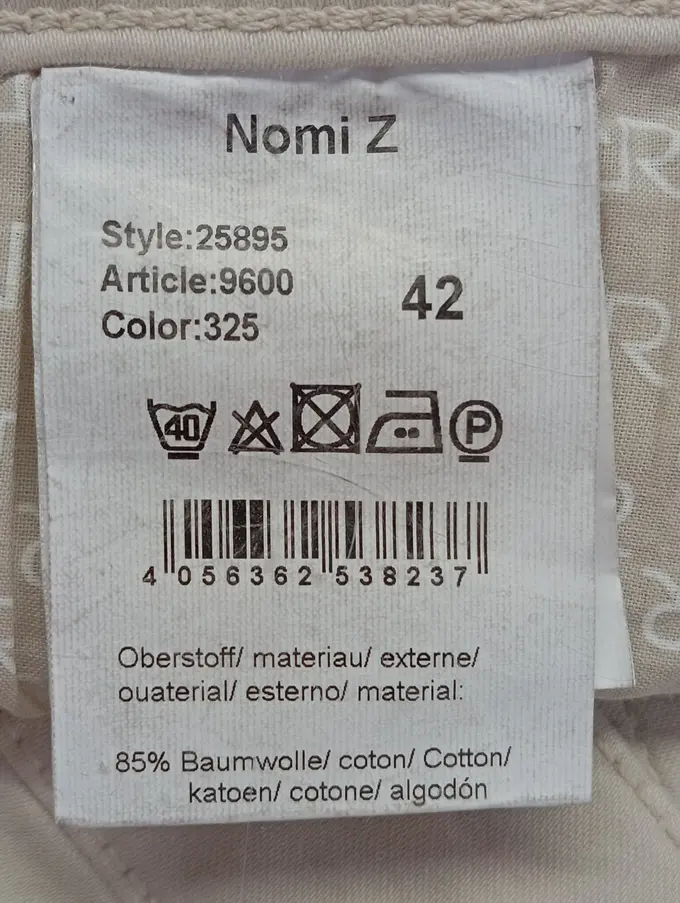 Nomi Z
Style:25895
Article:9600
Color:325
42
40
P
4 056362 538237
Oberstoff/ materiau/ externe/
ouaterial/ esterno/ material:
85% Baumwolle/ coton/ Cotton/
katoen/ cotone/ algodón
R
R